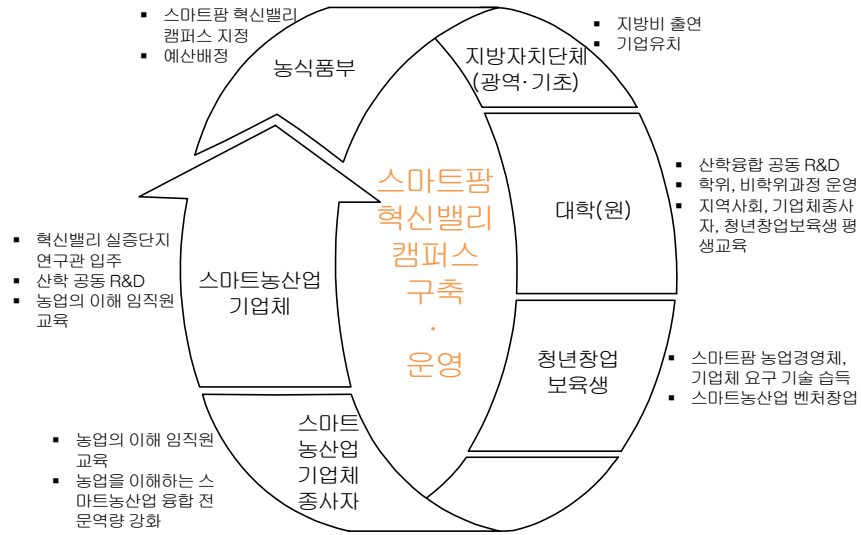 ▪ 스마트팜 혁신밸리
캠퍼스 지정
▪ 예산배정
농식품부
지방자치단체
(광역·기초)
▪ 지방비 출연
▪ 기업유치
대학(원)
▪ 산학융합 공동 R&D
▪ 학위, 비학위과정 운영
▪ 지역사회, 기업체종사
자, 청년창업보육생 평
생교육
스마트팜
혁신밸리
캠퍼스
구축
·
운영
▪ 혁신밸리 실증단지
연구관 입주
▪ 산학 공동 R&D
▪ 농업의 이해 임직원
교육
스마트농산업
기업체
청년창업
보육생
▪ 스마트팜 농업경영체,
기업체 요구 기술 습득
▪ 스마트농산업 벤처창업
스마트
농산업
기업체
종사자
▪ 농업의 이해 임직원
교육
▪ 농업을 이해하는 스
마트농산업 융합 전
문역량 강화